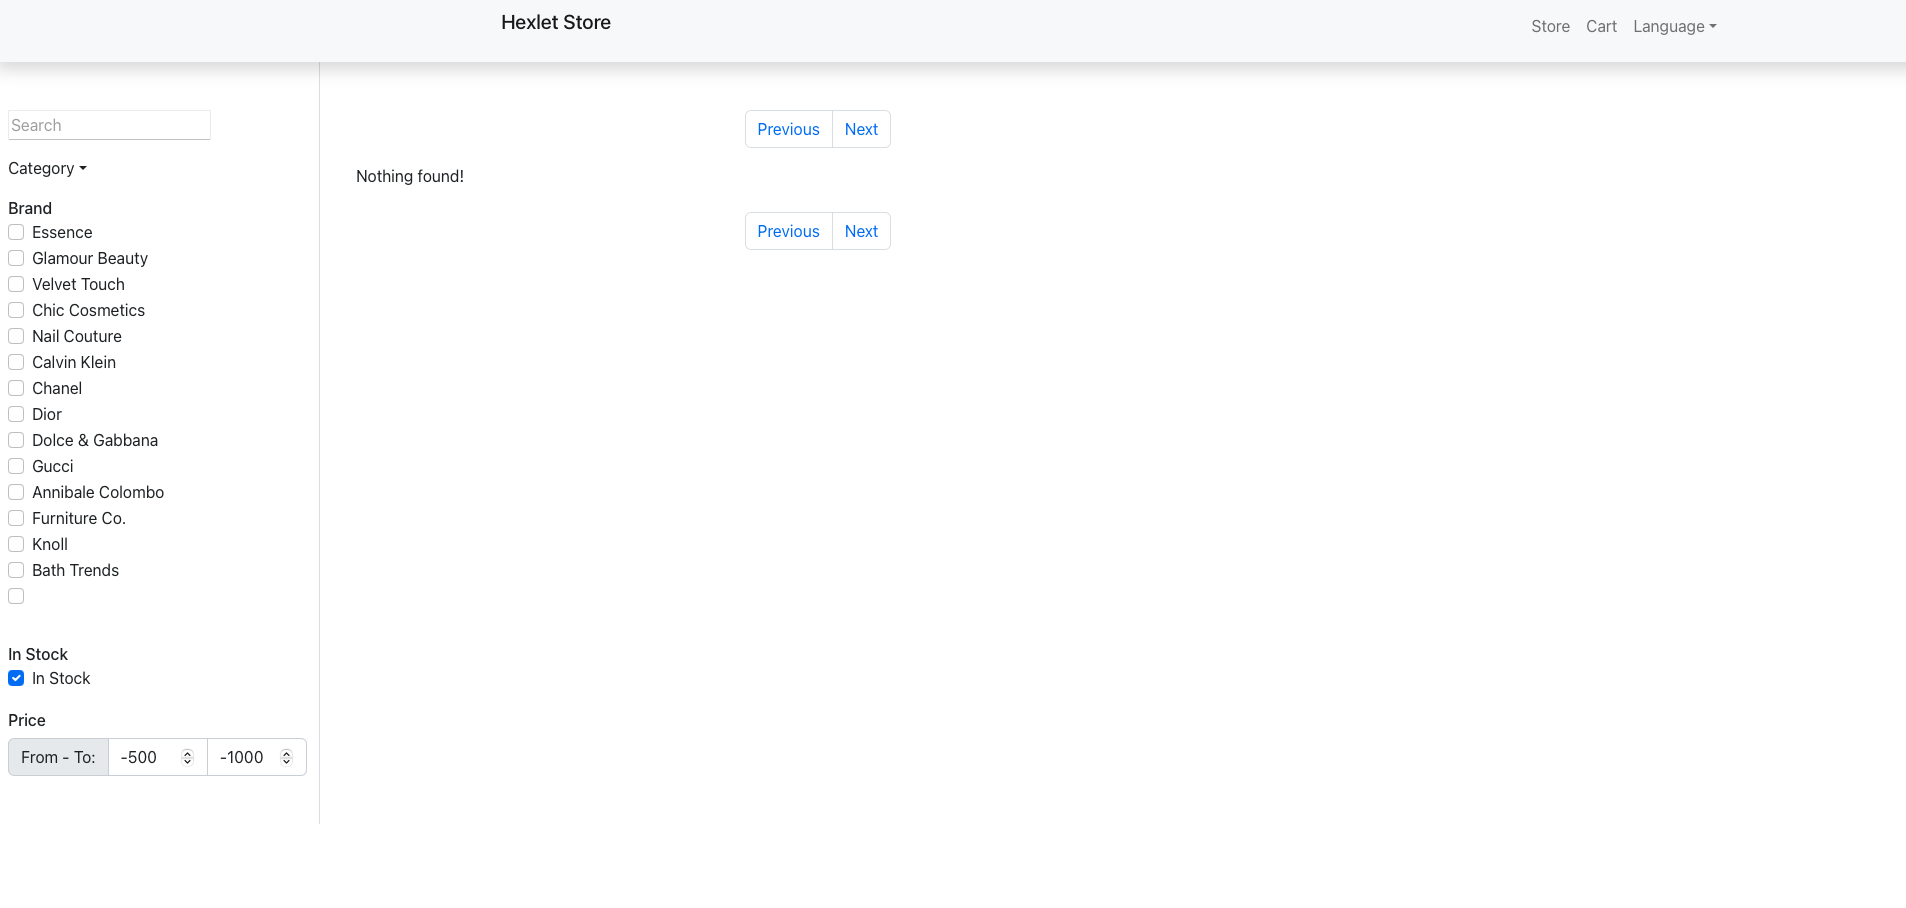 Hexlet Store
Store Cart Language
Search
Category
Brand
Essence
Glamour Beauty
Velvet Touch
Chic Cosmetics
Nail Couture
Calvin Klein
Chanel
Dior
Dolce & Gabbana
Gucci
Annibale Colombo
Furniture Co.
Knoll
Bath Trends
In Stock
In Stock
Price
From - To: -500 -1000
Previous Next
Nothing found!
Previous Next